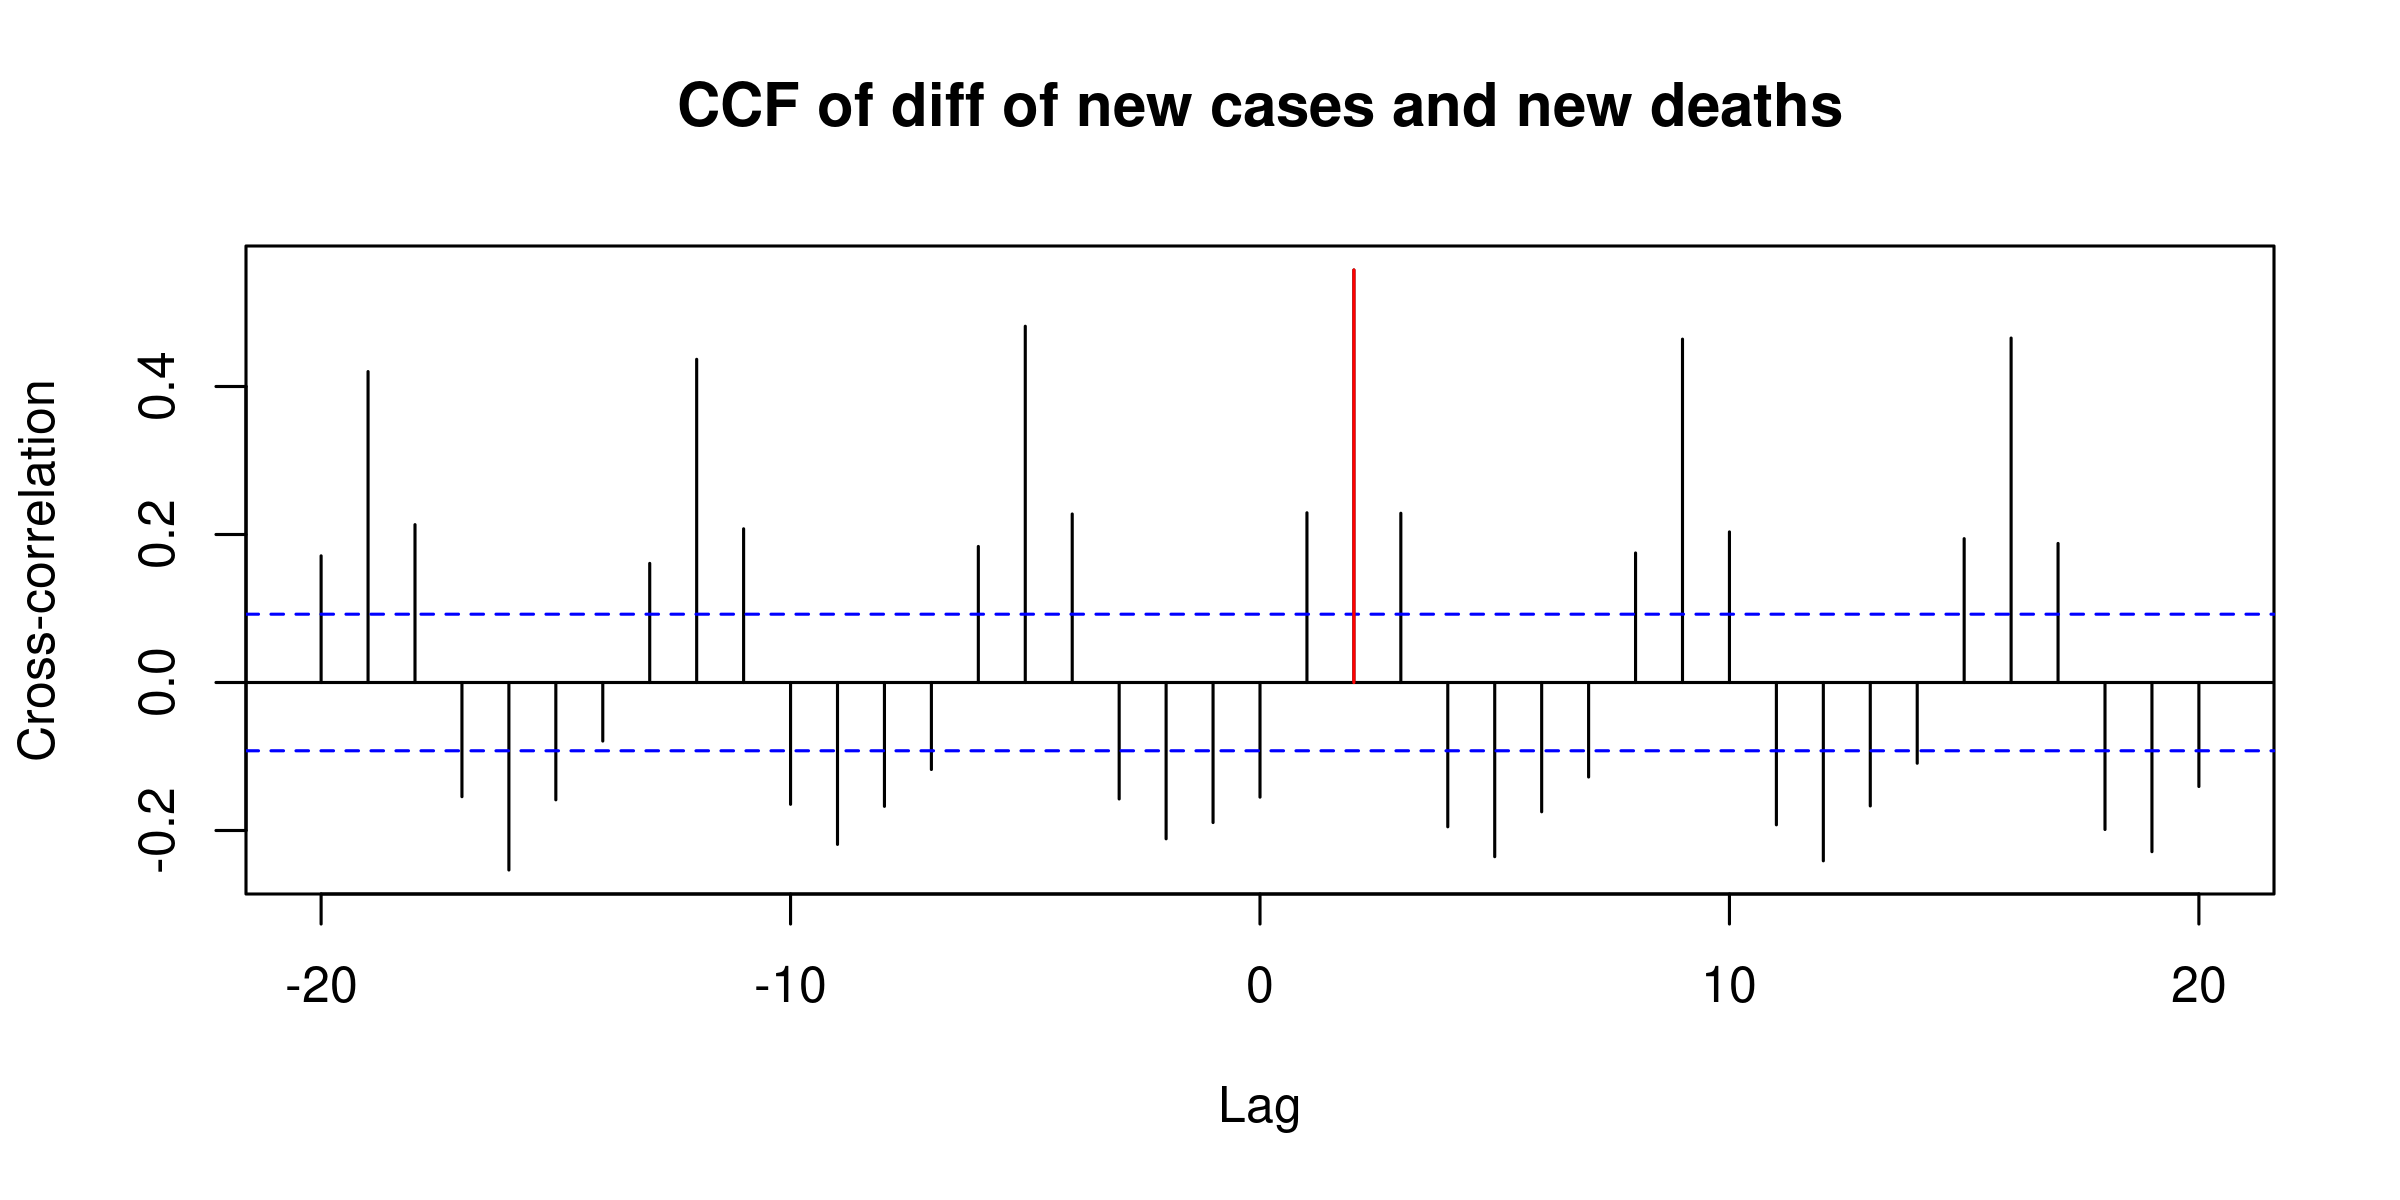 CCF of diff of new cases and new deaths
Cross-correlation
0.4
0.2
0.0
-0.2
-20 -10 0 10 20
Lag